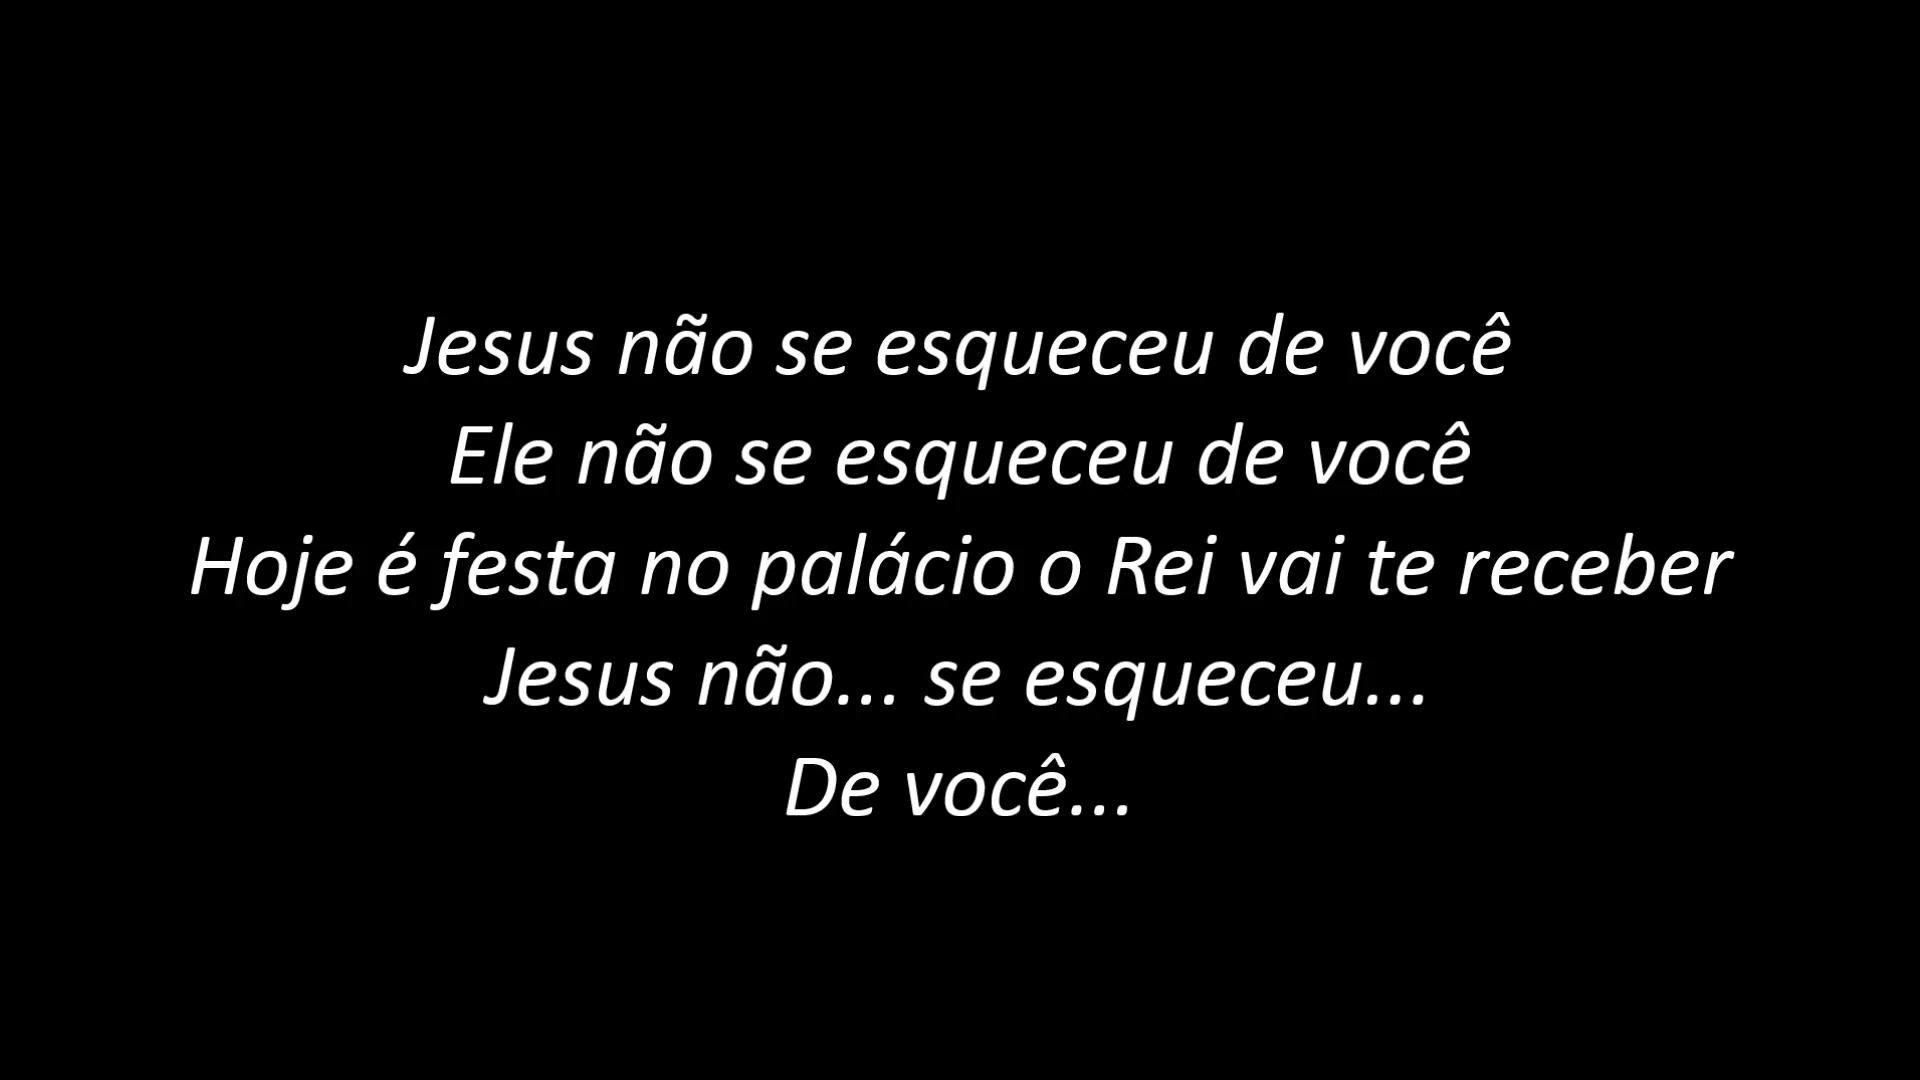 Jesus não se esqueceu de você
Ele não se esqueceu de você
Hoje é festa no palácio o Rei vai te receber
Jesus não... se esqueceu...
De você...